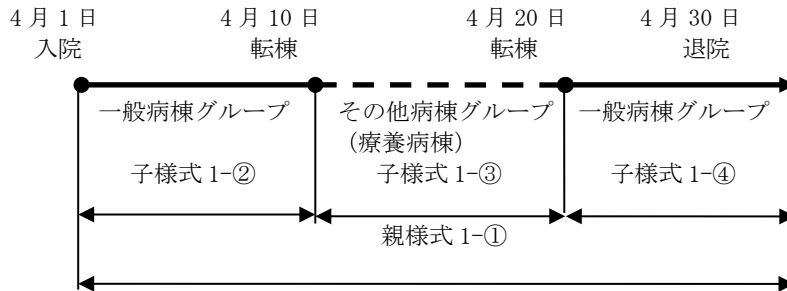 4月1日 4月10日 4月20日 4月30日
入院 転棟 転棟 退院
一般病棟グループ その他病棟グループ 一般病棟グループ
(療養病棟)
子様式 1-② 子様式 1-③ 子様式 1-④
親様式 1-①